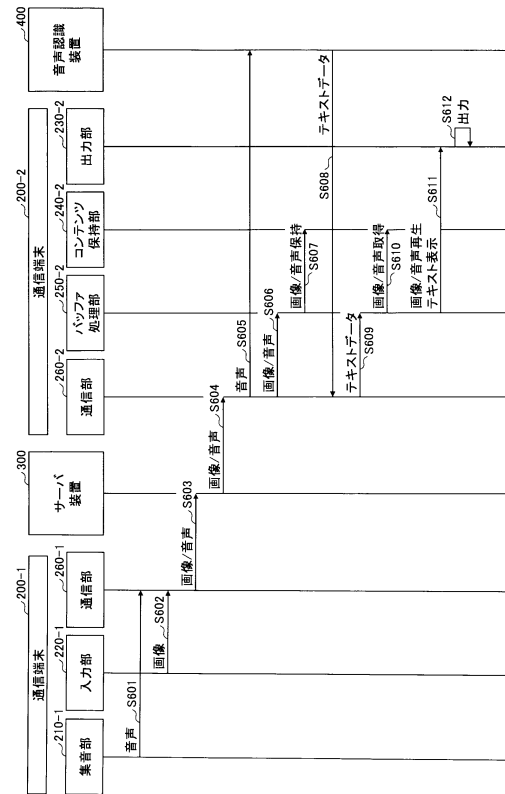 200-1
通信端末
210-1
集音部
220-1
入力部
260-1
通信部
300
サーバ
装置
200-2
通信端末
260-2
通信部
250-2
バッファ
処理部
240-2
コンテンツ
保持部
230-2
出力部
400
音声認識
装置
音声
S601
画像
S602
画像/音声
S603
画像/音声
S604
音声
S605
画像/音声
S606
画像/音声保持
S607
テキストデータ
S608
テキストデータ
S609
画像/音声取得
S610
画像/音声再生
テキスト表示
S611
S612
出力